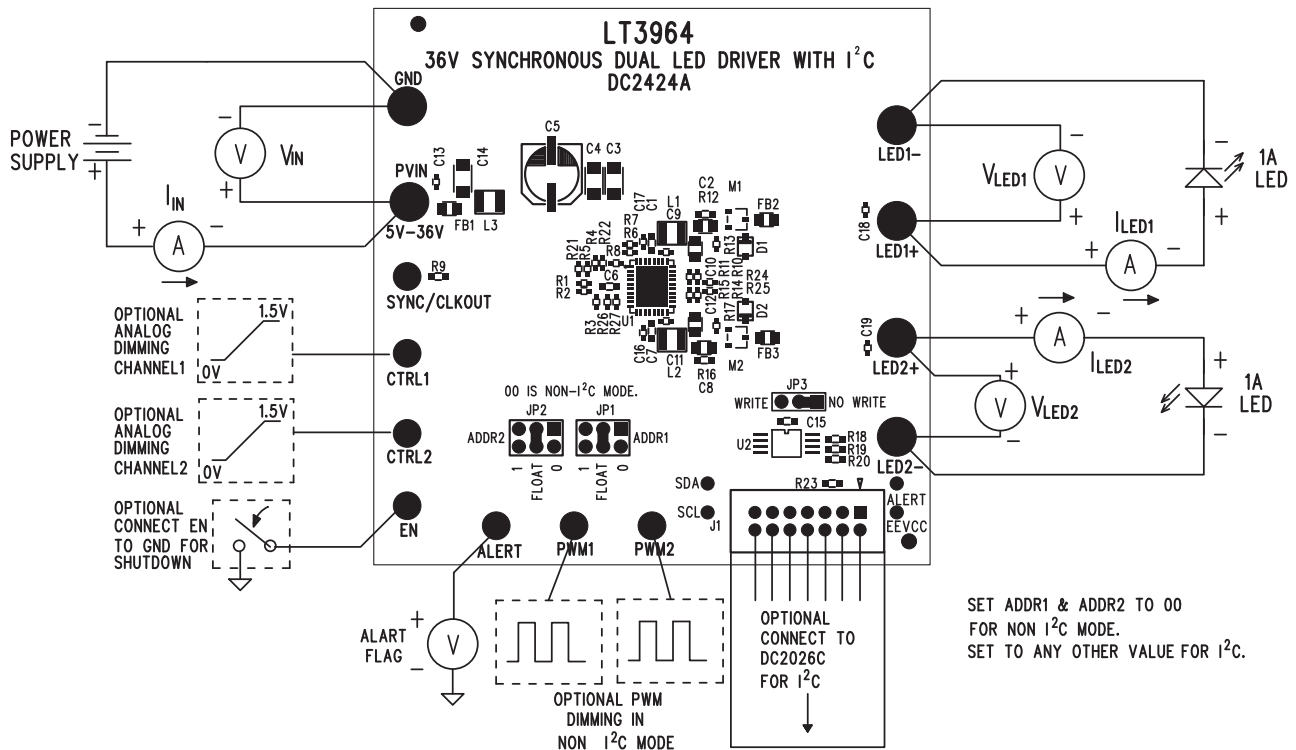 LT3964
36V SYNCHRONOUS DUAL LED DRIVER WITH I²C
DC2424A
GND
POWER
SUPPLY
-
+
-
V
+
VIN
IIN
+
A
-
PVIN
5V-36V
C13
C14
FB1
L3
C5
C4
C3
SYNC/CLKOUT
R9
OPTIONAL
ANALOG
DIMMING
CHANNEL1
1.5V
0V
CTRL1
OPTIONAL
ANALOG
DIMMING
CHANNEL2
1.5V
0V
CTRL2
OPTIONAL
CONNECT EN
TO GND FOR
SHUTDOWN
EN
C17
C1
L1
C9
C2
R12
M1
FB2
R7
R6
R22
R4
R5
R21
R8
R13
D1
R1
R2
C6
C10
R11
R10
R24
R25
R15
R14
C12
R17
D2
R3
R26
R27
U1
C16
C7
C11
L2
R16
C8
M2
FB3
LED1-
LED1+
C18
-
VLED1
V
+
-
1A
LED
+
ILED1
+
A
-
C19
LED2+
+
A
-
ILED2
+
V
-
VLED2
+
1A
LED
-
LED2-
00 IS NON-I²C MODE.
JP2
JP1
ADDR2
ADDR1
1
FLOAT
0
1
FLOAT
0
JP3
WRITE
NO WRITE
C15
U2
R18
R19
R20
R23
SDA
SCL
J1
ALERT
EEVCC
ALERT
PWM1
PWM2
ALART
FLAG
+
V
-
OPTIONAL PWM
DIMMING IN
NON I²C MODE
OPTIONAL
CONNECT TO
DC2026C
FOR I²C
SET ADDR1 & ADDR2 TO 00
FOR NON I²C MODE.
SET TO ANY OTHER VALUE FOR I²C.